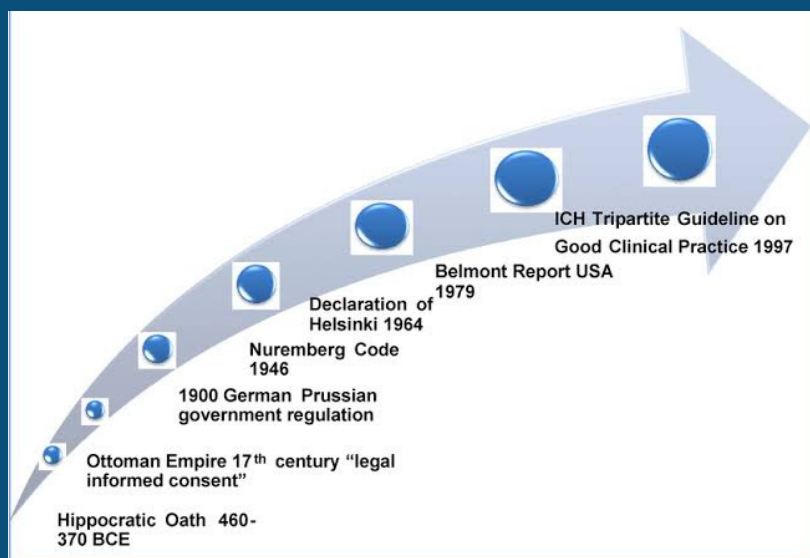 ICH Tripartite Guideline on
Good Clinical Practice 1997
Belmont Report USA
1979
Declaration of
Helsinki 1964
Nuremberg Code
1946
1900 German Prussian
government regulation
Ottoman Empire 17th century “legal
informed consent”
Hippocratic Oath 460-
370 BCE